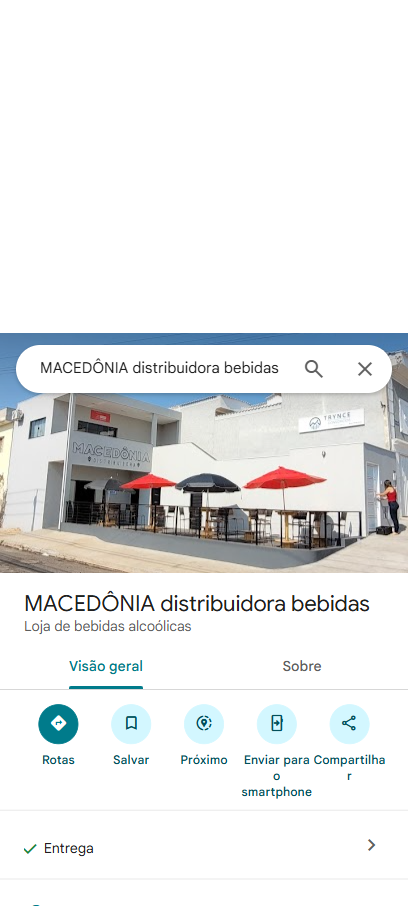 MACEDÔNIA distribuidora bebidas
TRYNCE
MACEDÔNIA
DISTRIBUIDORA
MACEDÔNIA distribuidora bebidas
Loja de bebidas alcoólicas
Visão geral
Sobre
Rotas
Salvar
Próximo
Enviar para
o
smartphone
Compartilha
r
Entrega